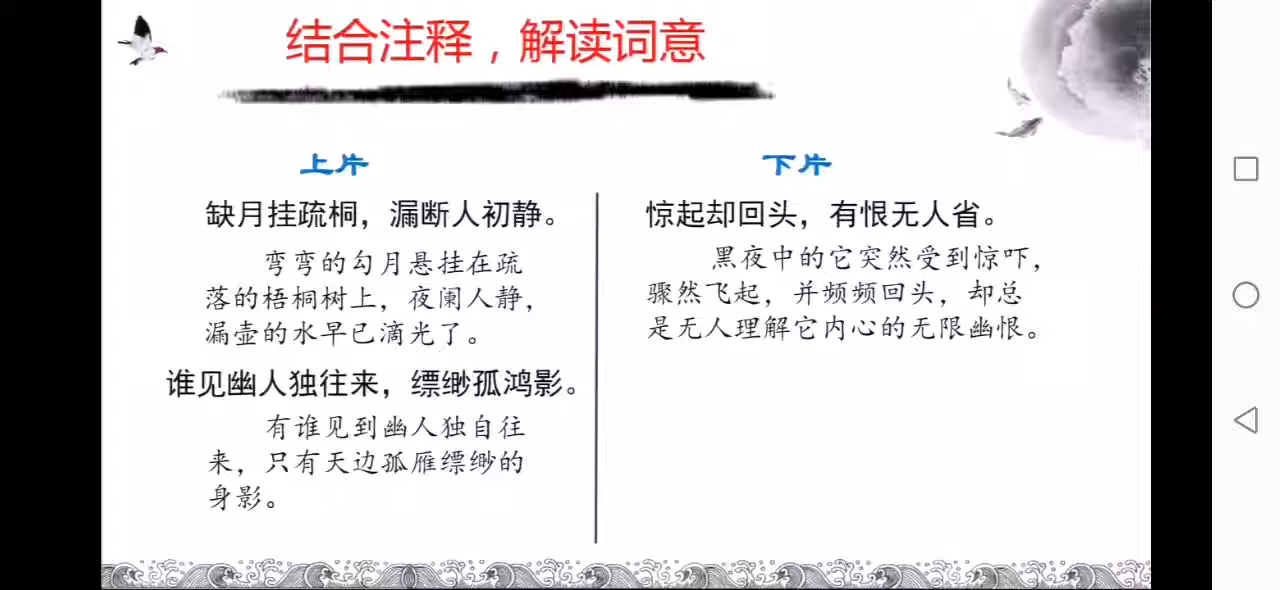 结合注释，解读词意
上片
缺月挂疏桐，漏断人初静。
弯弯的勾月悬挂在疏
落的梧桐树上，夜阑人静，
漏壶的水早已滴光了。
谁见幽人独往来，缥缈孤鸿影。
有谁见到幽人独自往
来，只有天边孤雁缥缈的
身影。
下片
惊起却回头，有恨无人省。
黑夜中的它突然受到惊吓，
骤然飞起，并频频回头，却总
是无人理解它内心的无限幽恨。